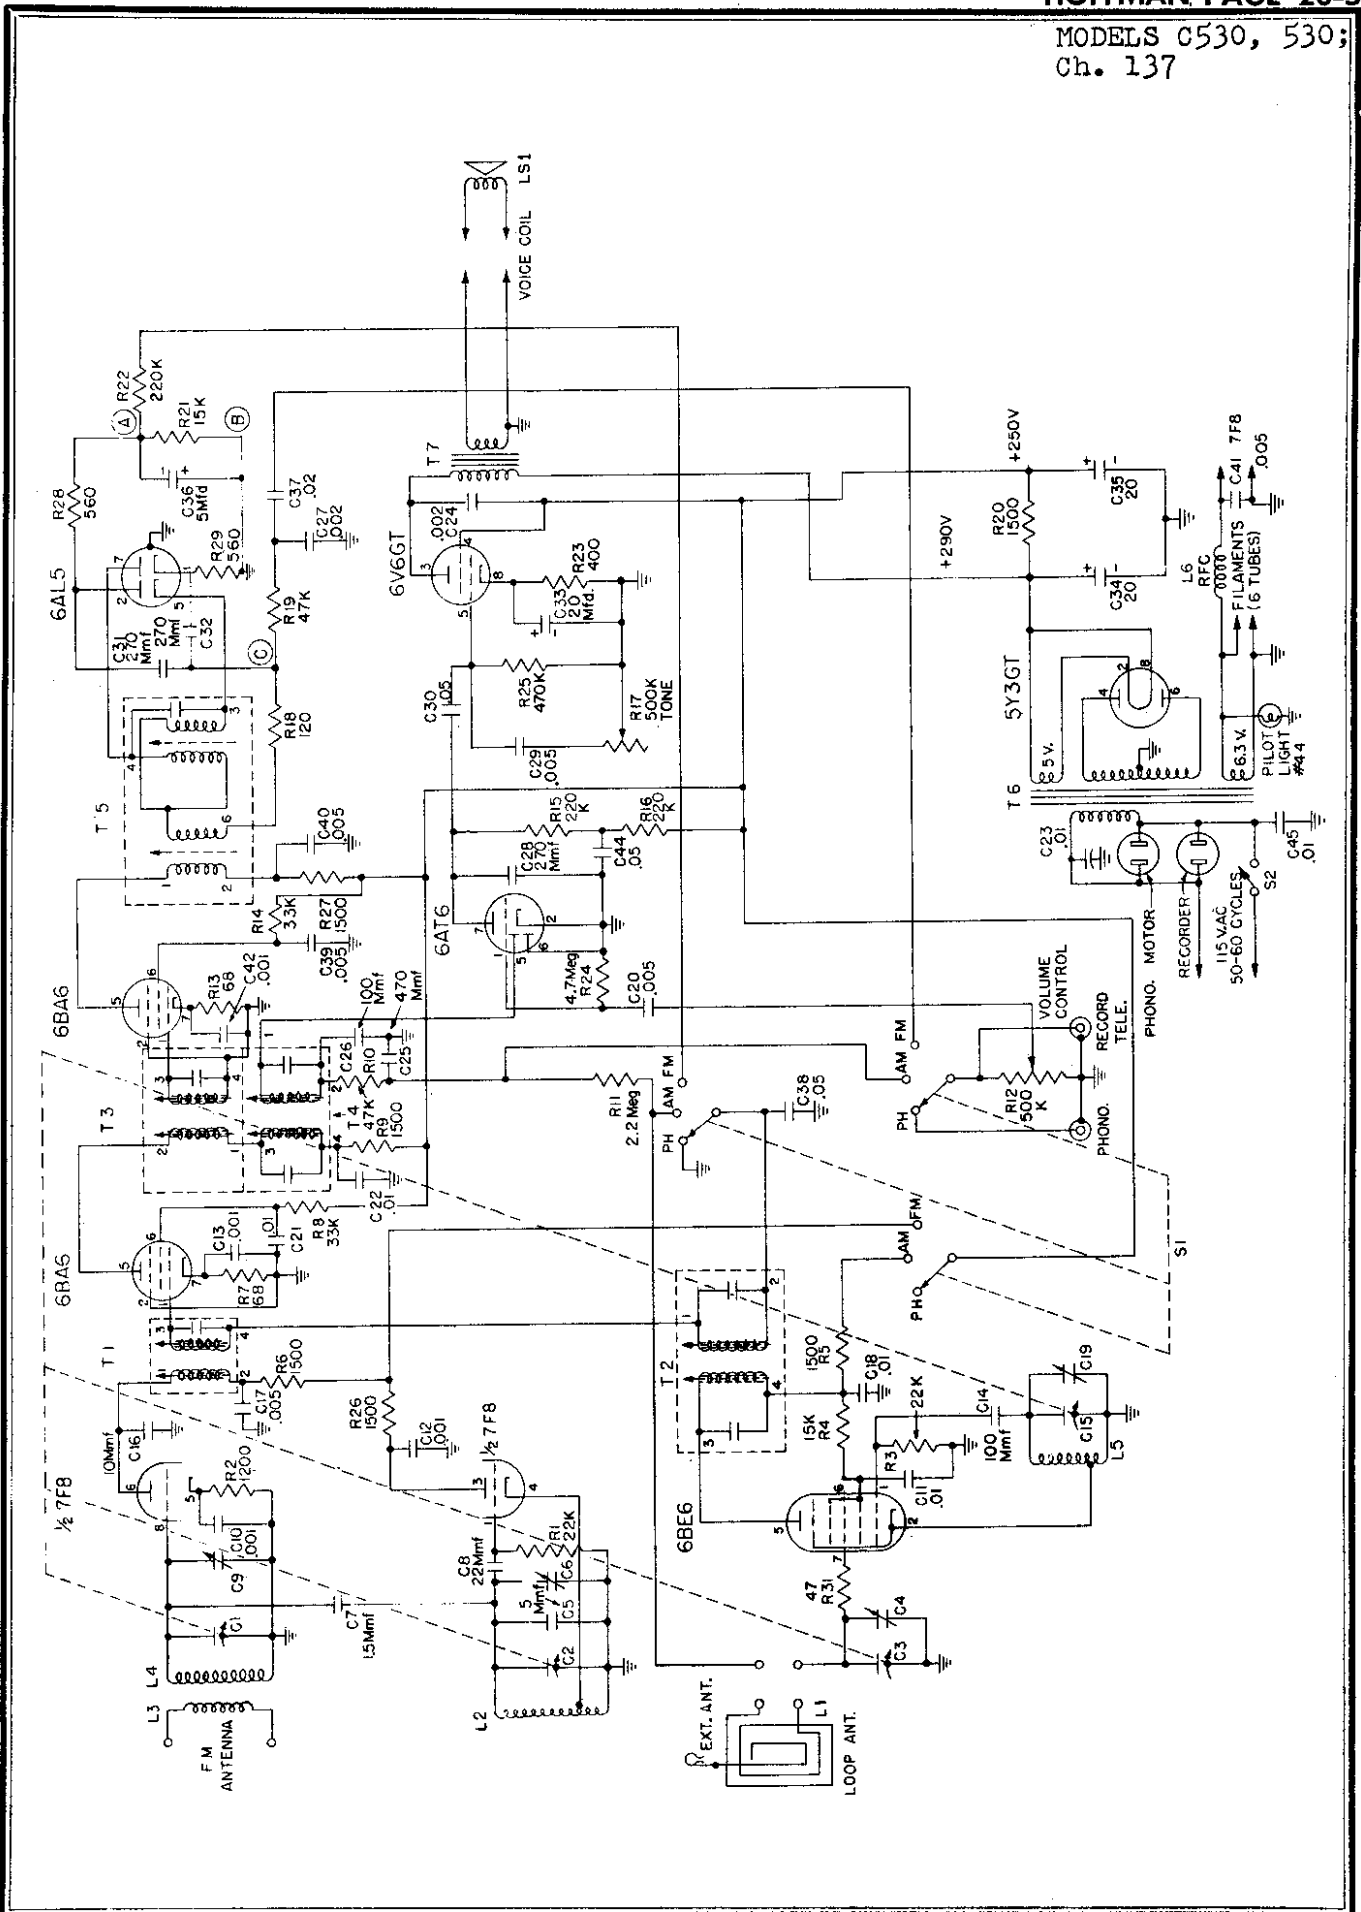 MODELS C530, 530;
Ch. 137
6AL5
R28
560
R22
220K
A
R21
15K
B
C36
5Mfd
R29
560
C31
270
Mmf
270
Mmf
C32
C
R19
47K
C37
.02
C27
.002
R18
120
T5
C40
.005
R14
33K
R27
1500
C39
.005
6BA6
R13
68
C42
.001
T3
T4
C26
100
Mmf
470
Mmf
R10
47K
C25
R9
1500
C22
.01
6BA6
C13
.001
.01
C21
R7
68
R8
33K
T1
C17
.005
R6
1500
½ 7F8
10Mmf
C16
R2
1200
C10
.001
C9
C1
L4
L3
FM
ANTENNA
C7
1.5Mmf
R26
1500
C12
.001
½ 7F8
C8
22Mmf
R1
22K
5
Mmf
C6
C5
C2
L2
LS1
VOICE COIL
T7
6V6GT
.002
C24
R23
400
C33
20
Mfd.
R25
470K
C30
.05
C29
.005
R17
500K
TONE
6AT6
R15
220
K
R16
220
K
C28
270
Mmf
C44
.05
4.7Meg
R24
C20
.005
R11
2.2 Meg
PH AM FM
C38
.05
PH AM FM
VOLUME
CONTROL
R12
500
K
RECORD
TELE.
PHONO.
S1
PH AM FM
T2
1500
R5
C18
.01
15K
R4
6BE6
R3
22K
C11
.01
C14
100
Mmf
C15
C19
L5
47
R31
C4
C3
EXT. ANT.
L1
LOOP ANT.
+250V
+290V
R20
1500
C35
20
C34
20
5Y3GT
5V.
6.3 V.
T6
L6
RFC
FILAMENTS
(6 TUBES)
C41
7F8
.005
PILOT
LIGHT
#44
C23
.01
C45
.01
S2
PHONO. MOTOR
RECORDER
115 VAC
50-60 CYCLES